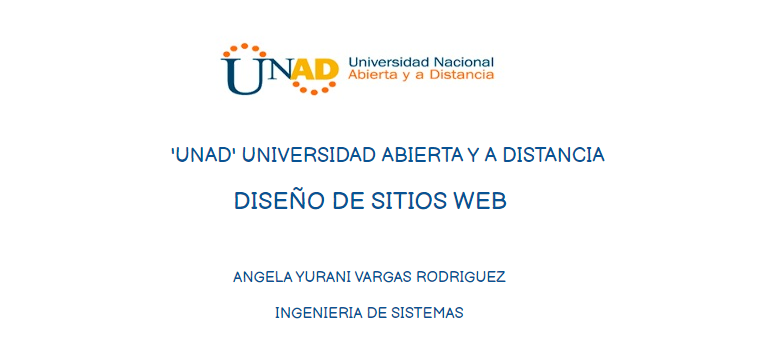 UNAD Universidad Nacional
Abierta y a Distancia
'UNAD' UNIVERSIDAD ABIERTA Y A DISTANCIA
DISEÑO DE SITIOS WEB
ANGELA YURANI VARGAS RODRIGUEZ
INGENIERIA DE SISTEMAS